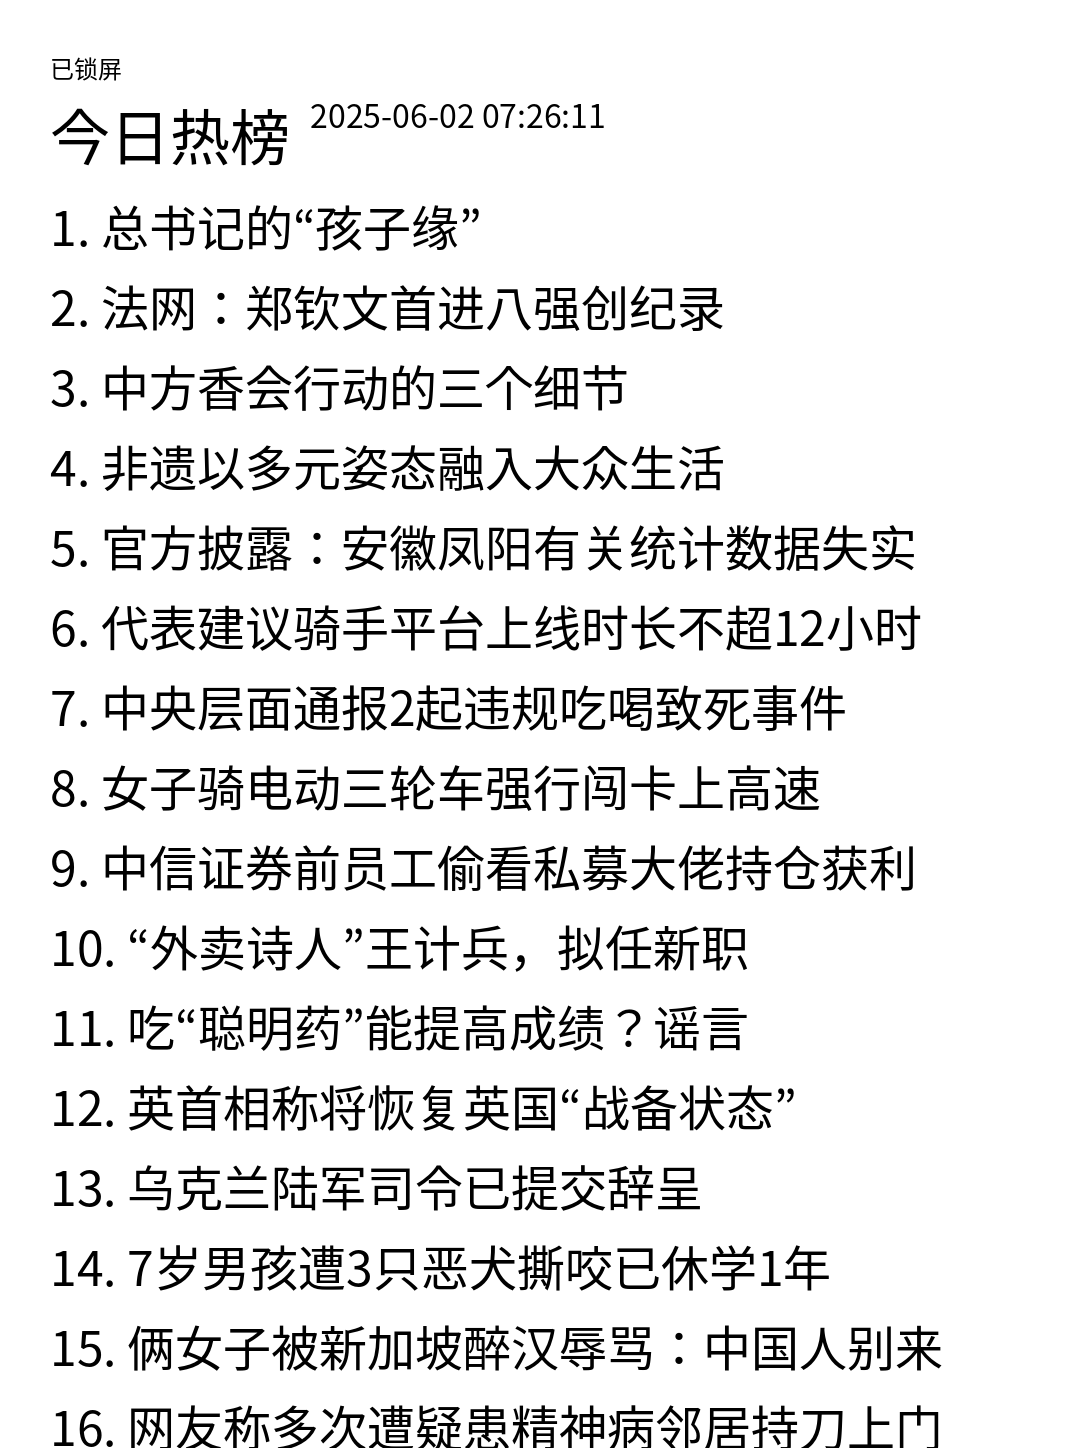 已锁屏
今日热榜 2025-06-02 07:26:11
1. 总书记的“孩子缘”
2. 法网：郑钦文首进八强创纪录
3. 中方香会行动的三个细节
4. 非遗以多元姿态融入大众生活
5. 官方披露：安徽凤阳有关统计数据失实
6. 代表建议骑手平台上线时长不超12小时
7. 中央层面通报2起违规吃喝致死事件
8. 女子骑电动三轮车强行闯卡上高速
9. 中信证券前员工偷看私募大佬持仓获利
10. “外卖诗人”王计兵，拟任新职
11. 吃“聪明药”能提高成绩？谣言
12. 英首相称将恢复英国“战备状态”
13. 乌克兰陆军司令已提交辞呈
14. 7岁男孩遭3只恶犬撕咬已休学1年
15. 俩女子被新加坡醉汉辱骂：中国人别来
16. 网友称多次遭疑患精神病邻居持刀上门